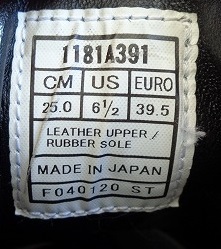 1181A391
CM US EURO
25.0 6½ 39.5
LEATHER UPPER /
RUBBER SOLE
MADE IN JAPAN
F040120 ST